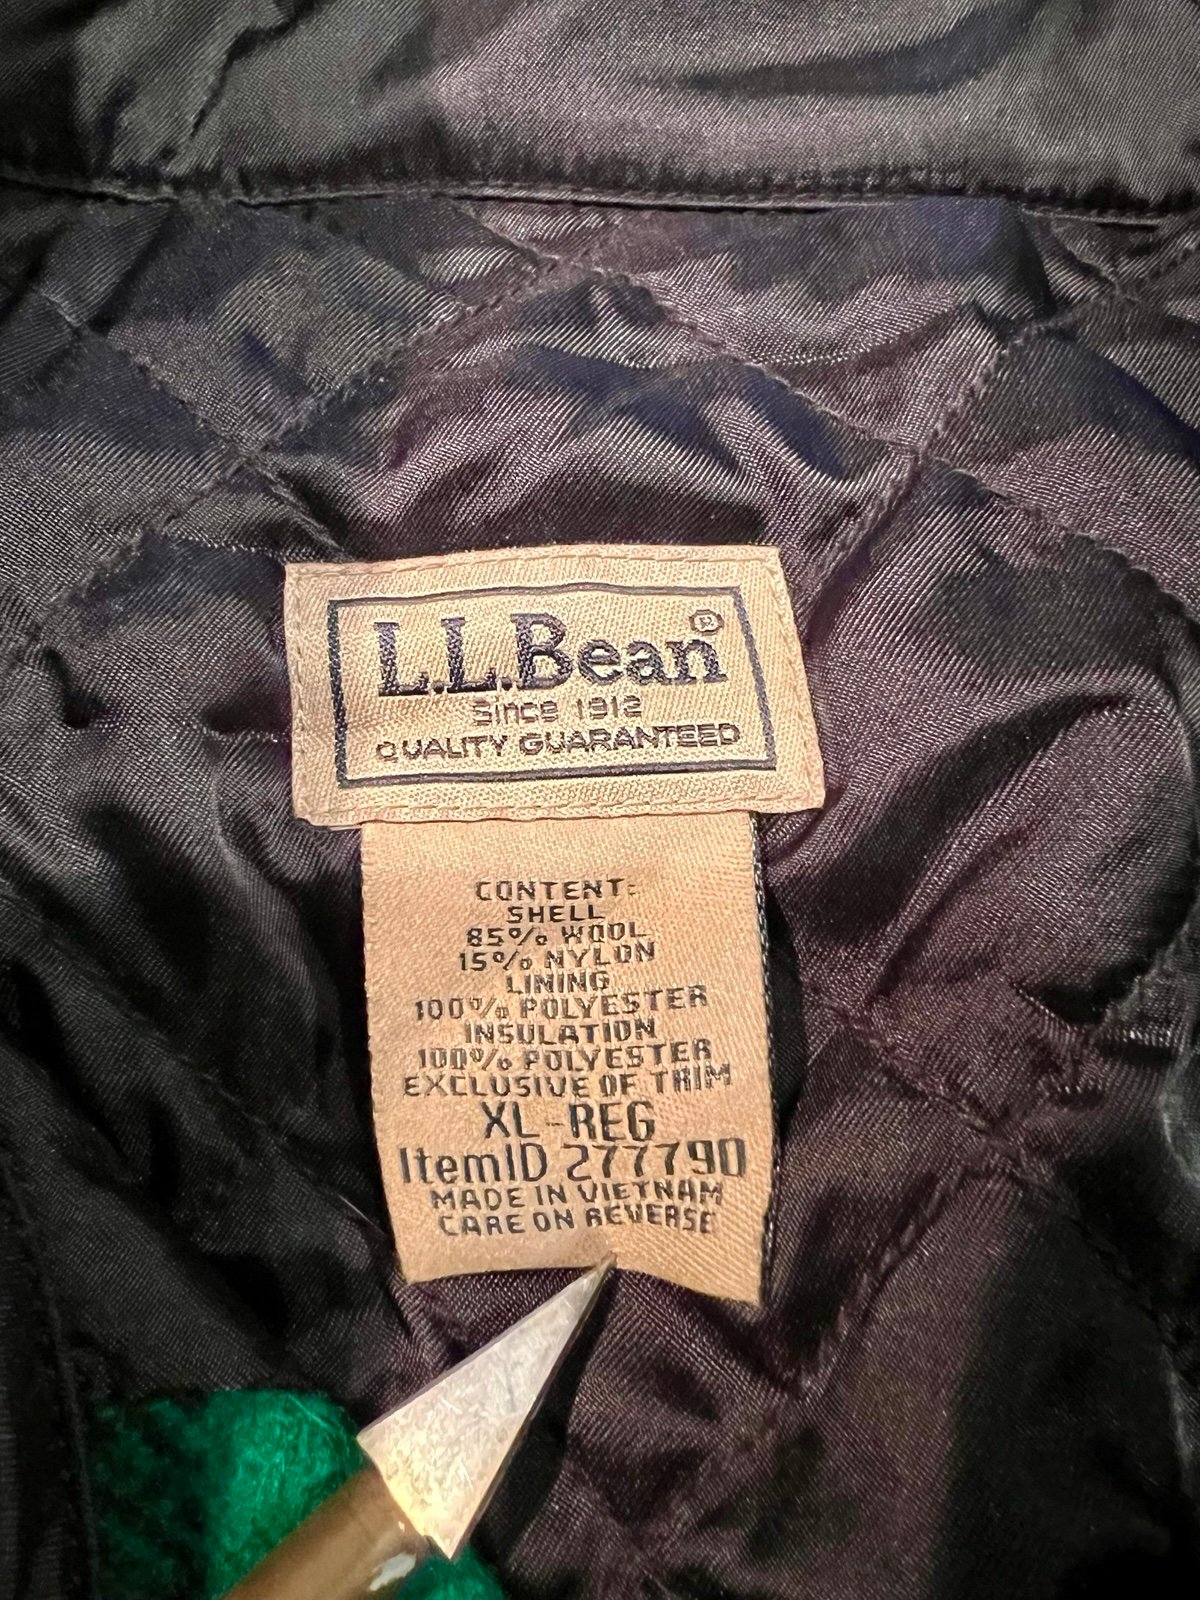 L.L.Bean®
Since 1912
QUALITY GUARANTEED
CONTENT:
SHELL
85% WOOL
15% NYLON
LINING
100% POLYESTER
INSULATION
100% POLYESTER
EXCLUSIVE OF TRIM
XL-REG
ItemID 277790
MADE IN VIETNAM
CARE ON REVERSE